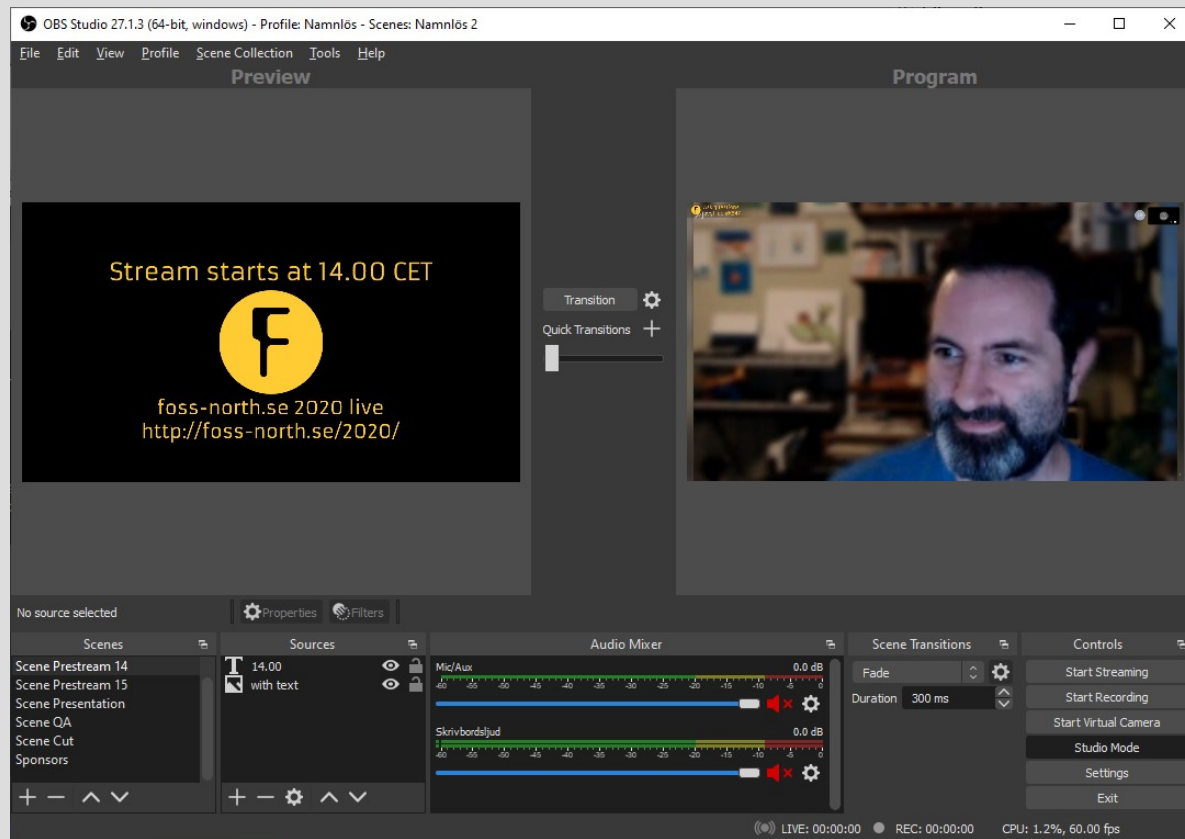 OBS Studio 27.1.3 (64-bit, windows) - Profile: Namnlös - Scenes: Namnlös 2
File Edit View Profile Scene Collection Tools Help
Preview
Program
Stream starts at 14.00 CET
foss-north.se 2020 live
http://foss-north.se/2020/
Transition
Quick Transitions
No source selected
Properties
Filters
Scenes
Scene Prestream 14
Scene Prestream 15
Scene Presentation
Scene QA
Scene Cut
Sponsors
Sources
14.00
with text
Audio Mixer
Mic/Aux 0.0 dB
-60 -55 -50 -45 -40 -35 -30 -25 -20 -15 -10 -5 0
Skrivbordsljud 0.0 dB
-60 -55 -50 -45 -40 -35 -30 -25 -20 -15 -10 -5 0
Scene Transitions
Fade
Duration 300 ms
Controls
Start Streaming
Start Recording
Start Virtual Camera
Studio Mode
Settings
Exit
LIVE: 00:00:00 REC: 00:00:00 CPU: 1.2%, 60.00 fps